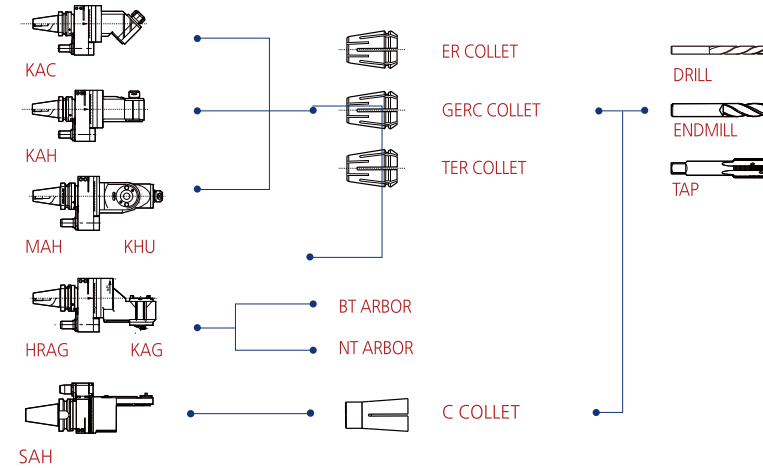 KAC
ER COLLET
DRILL
GERC COLLET
ENDMILL
KAH
TER COLLET
TAP
MAH KHU
BT ARBOR
HRAG KAG
NT ARBOR
C COLLET
SAH